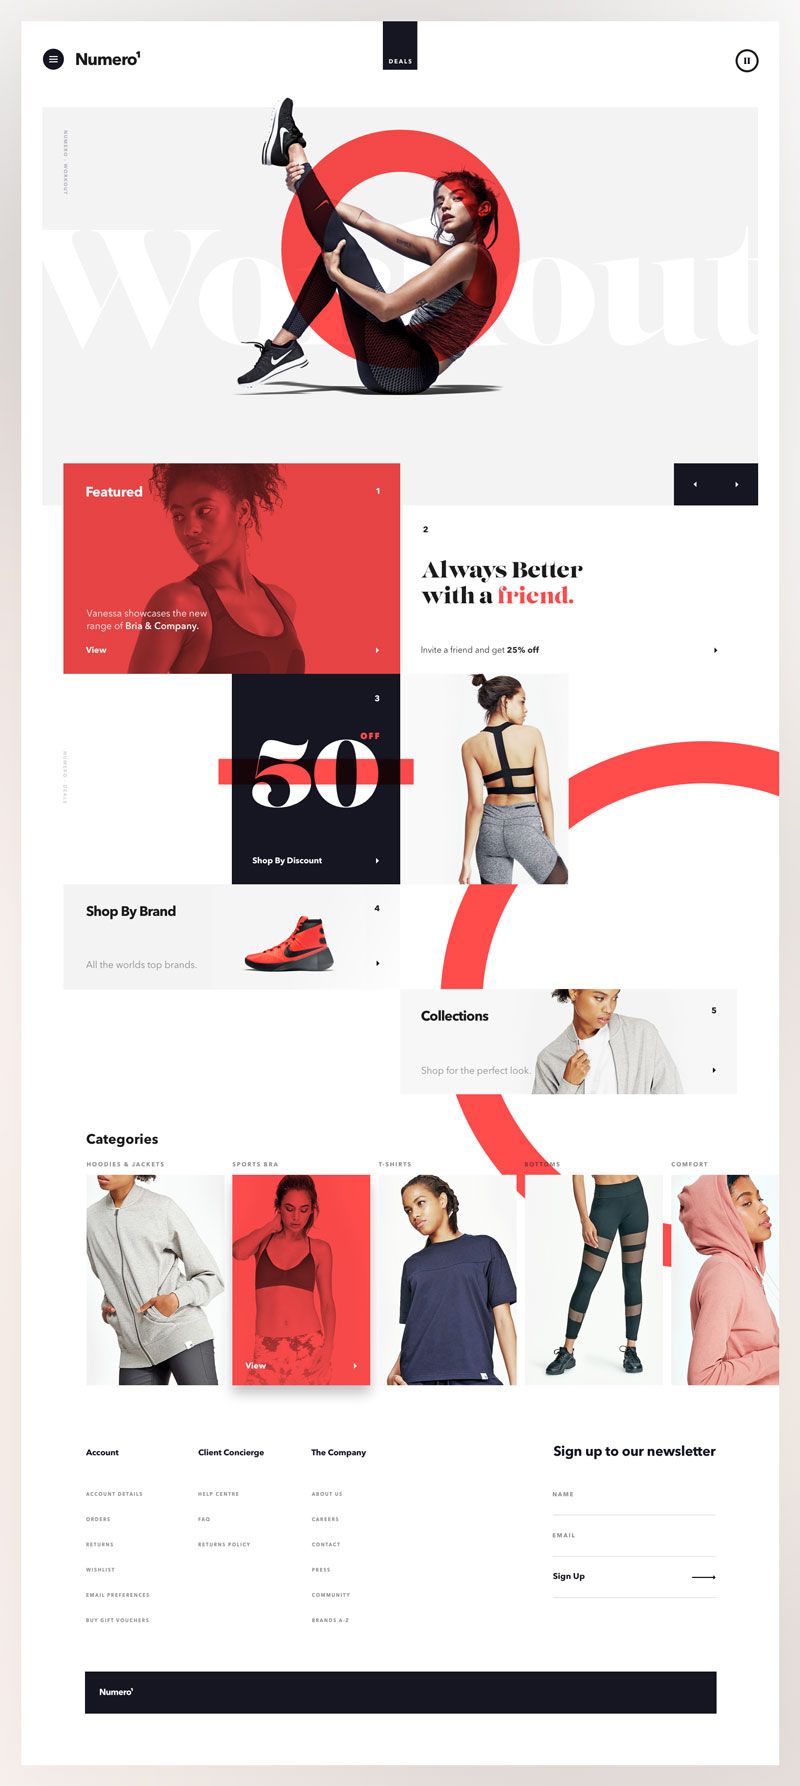 Numero¹
DEALS
NUMERO · WORKOUT
Workout
Featured
1
Vanessa showcases the new
range of Bria & Company.
View
2
Always Better
with a friend.
Invite a friend and get 25% off
3
OFF
50
Shop By Discount
NUMERO · DEALS
Shop By Brand
4
All the worlds top brands.
Collections
5
Shop for the perfect look.
Categories
HOODIES & JACKETS
SPORTS BRA
T-SHIRTS
BOTTOMS
COMFORT
View
Account
ACCOUNT DETAILS
ORDERS
RETURNS
WISHLIST
EMAIL PREFERENCES
BUY GIFT VOUCHERS
Client Concierge
HELP CENTRE
FAQ
RETURNS POLICY
The Company
ABOUT US
CAREERS
CONTACT
PRESS
COMMUNITY
BRANDS A-Z
Sign up to our newsletter
NAME
EMAIL
Sign Up
Numero¹